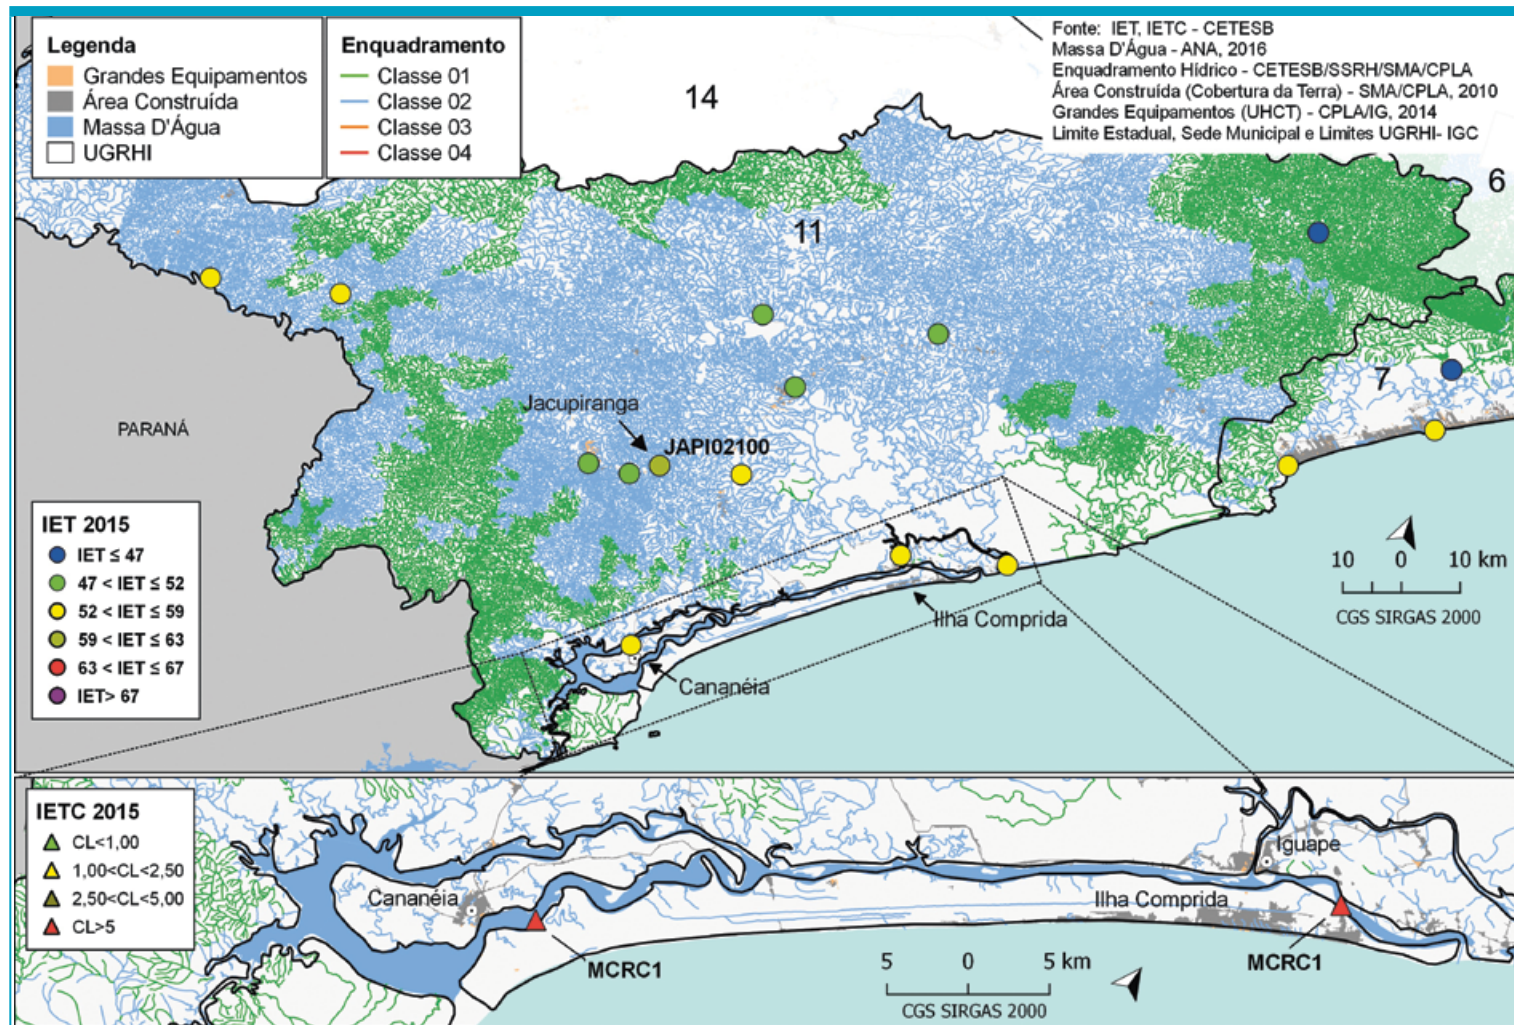 Legenda
Grandes Equipamentos
Área Construída
Massa D'Água
UGRHI
Enquadramento
Classe 01
Classe 02
Classe 03
Classe 04
Fonte: IET, IETC - CETESB
Massa D'Água - ANA, 2016
Enquadramento Hídrico - CETESB/SSRH/SMA/CPLA
Área Construída (Cobertura da Terra) - SMA/CPLA, 2010
Grandes Equipamentos (UHCT) - CPLA/IG, 2014
Limite Estadual, Sede Municipal e Limites UGRHI- IGC
14
6
11
7
PARANÁ
Jacupiranga
JAPI02100
IET 2015
IET ≤ 47
47 < IET ≤ 52
52 < IET ≤ 59
59 < IET ≤ 63
63 < IET ≤ 67
IET> 67
10 0 10 km
CGS SIRGAS 2000
Ilha Comprida
Cananéia
IETC 2015
CL<1,00
1,00<CL<2,50
2,50<CL<5,00
CL>5
Cananéia
Iguape
Ilha Comprida
MCRC1
MCRC1
5 0 5 km
CGS SIRGAS 2000